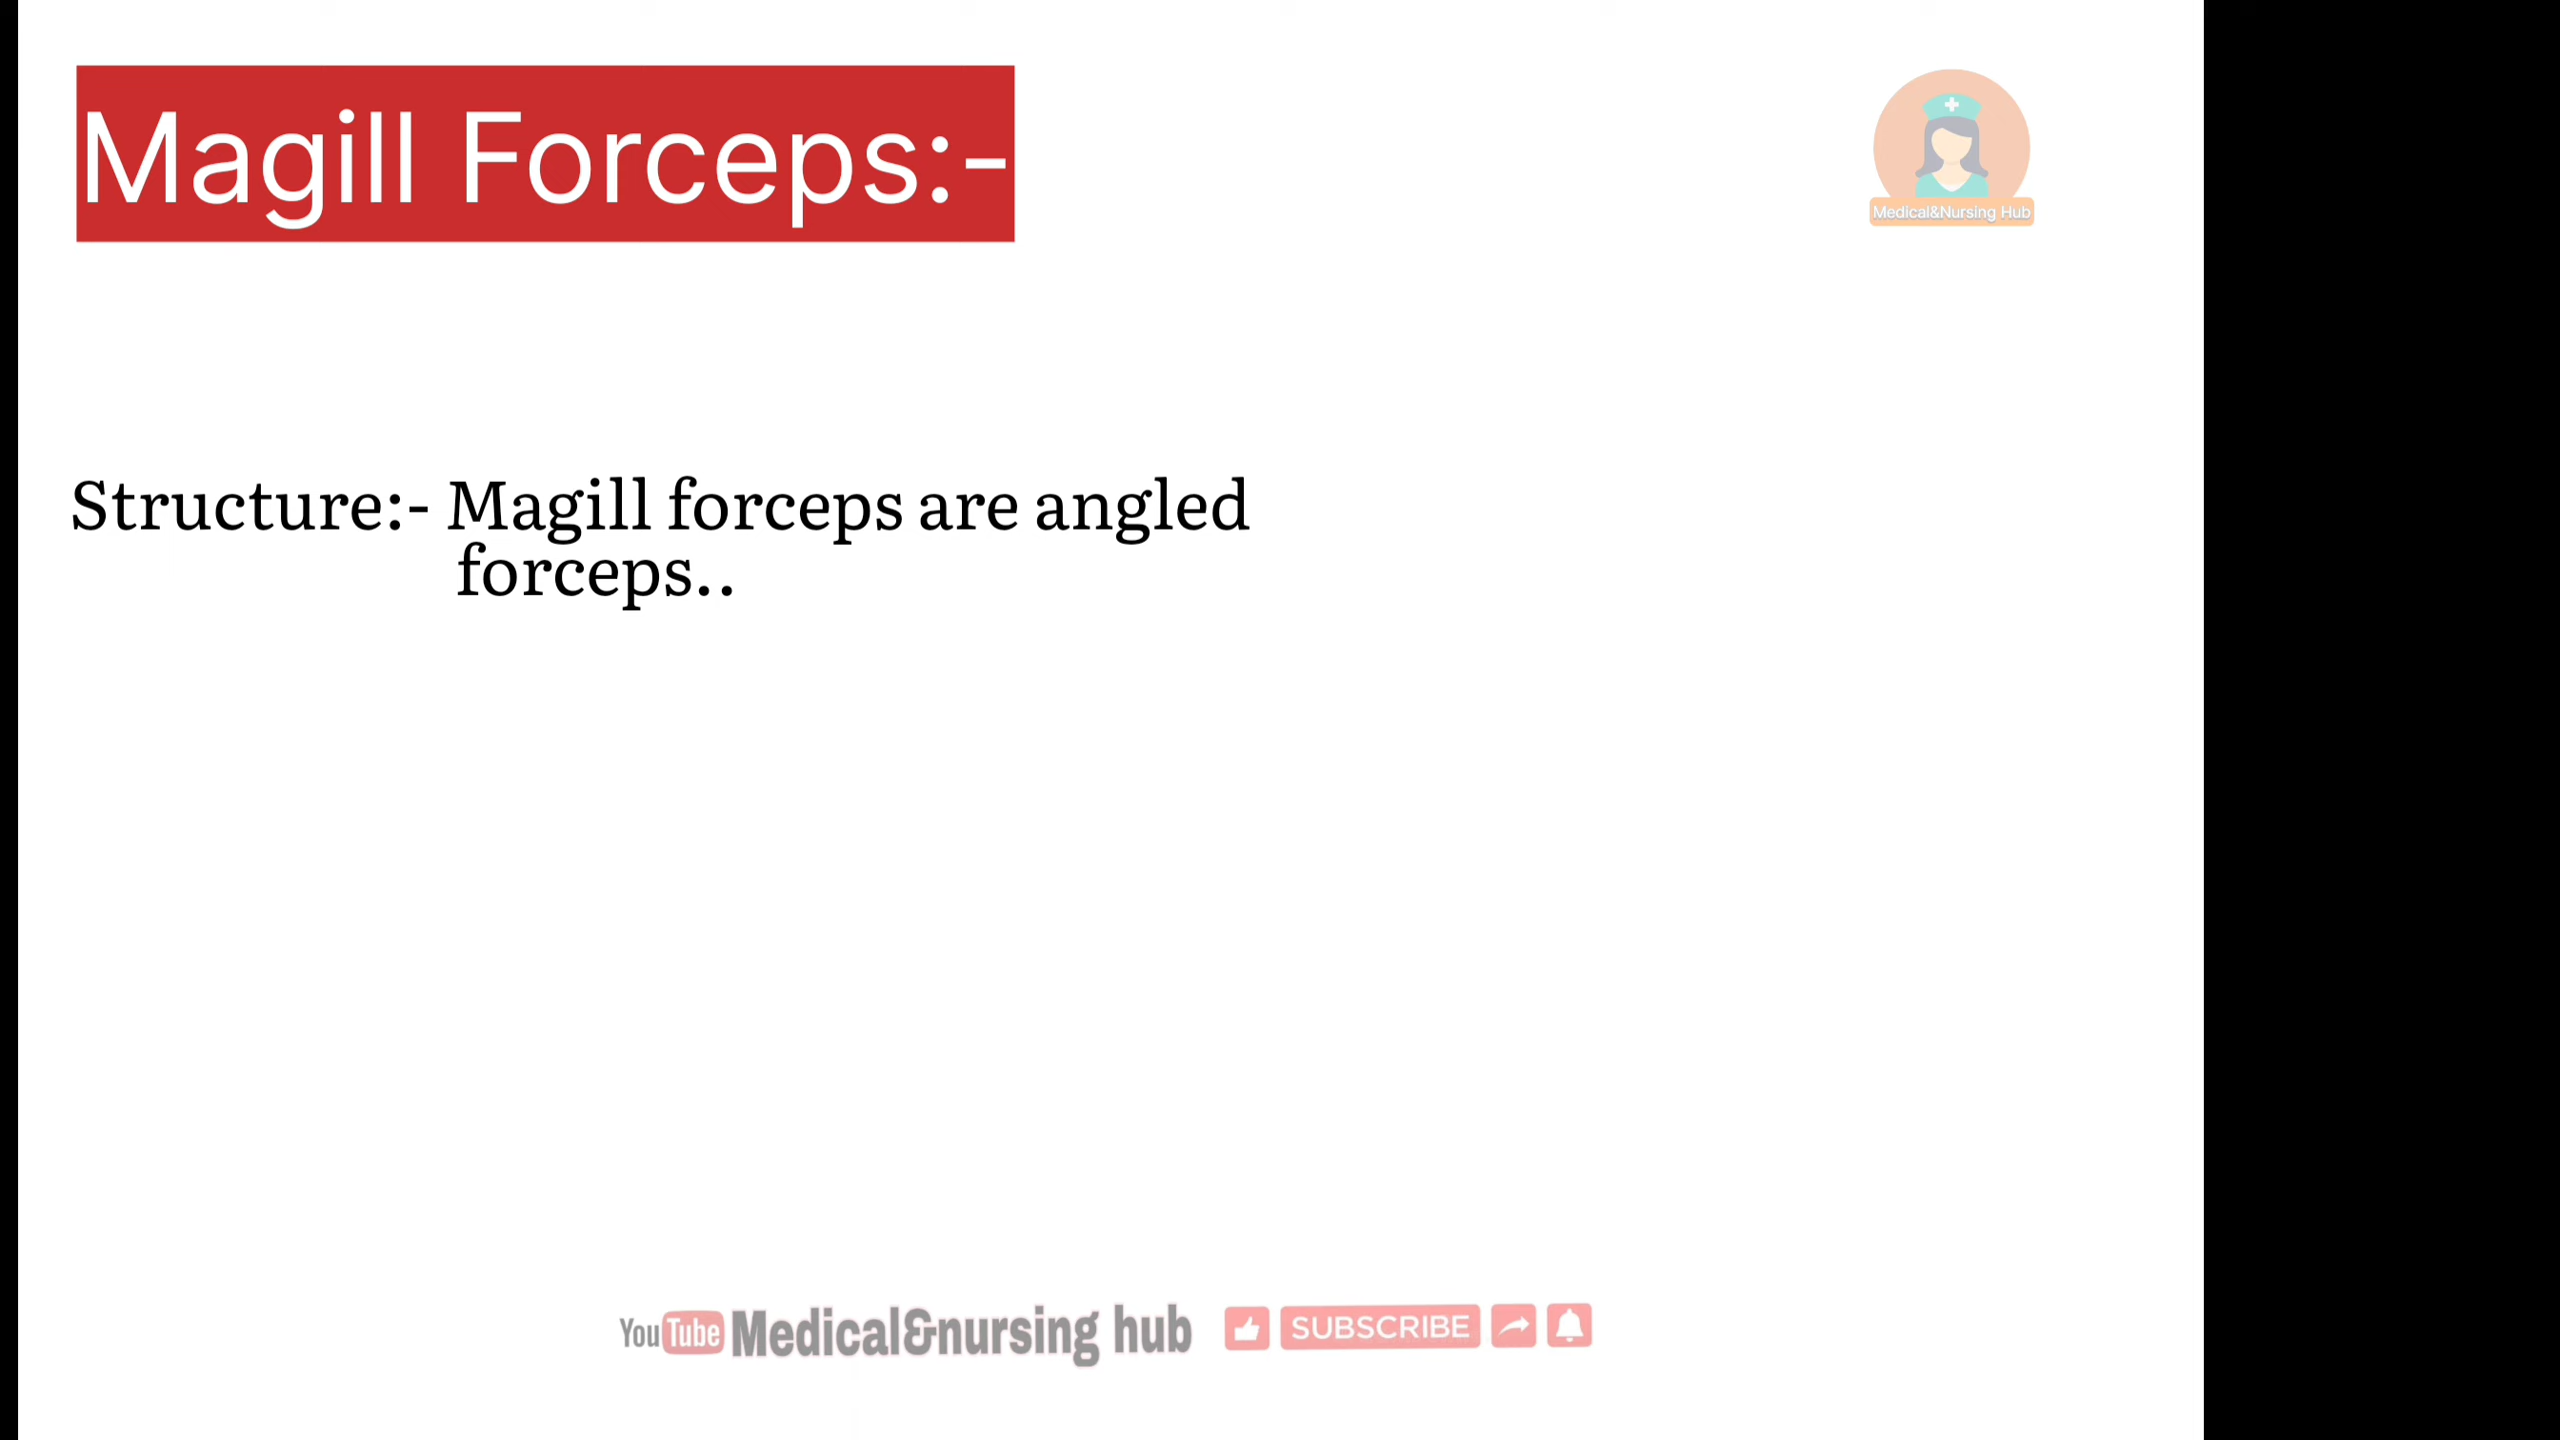 Magill Forceps:-
Medical&Nursing Hub
Structure:- Magill forceps are angled
forceps..
YouTube Medical&nursing hub SUBSCRIBE